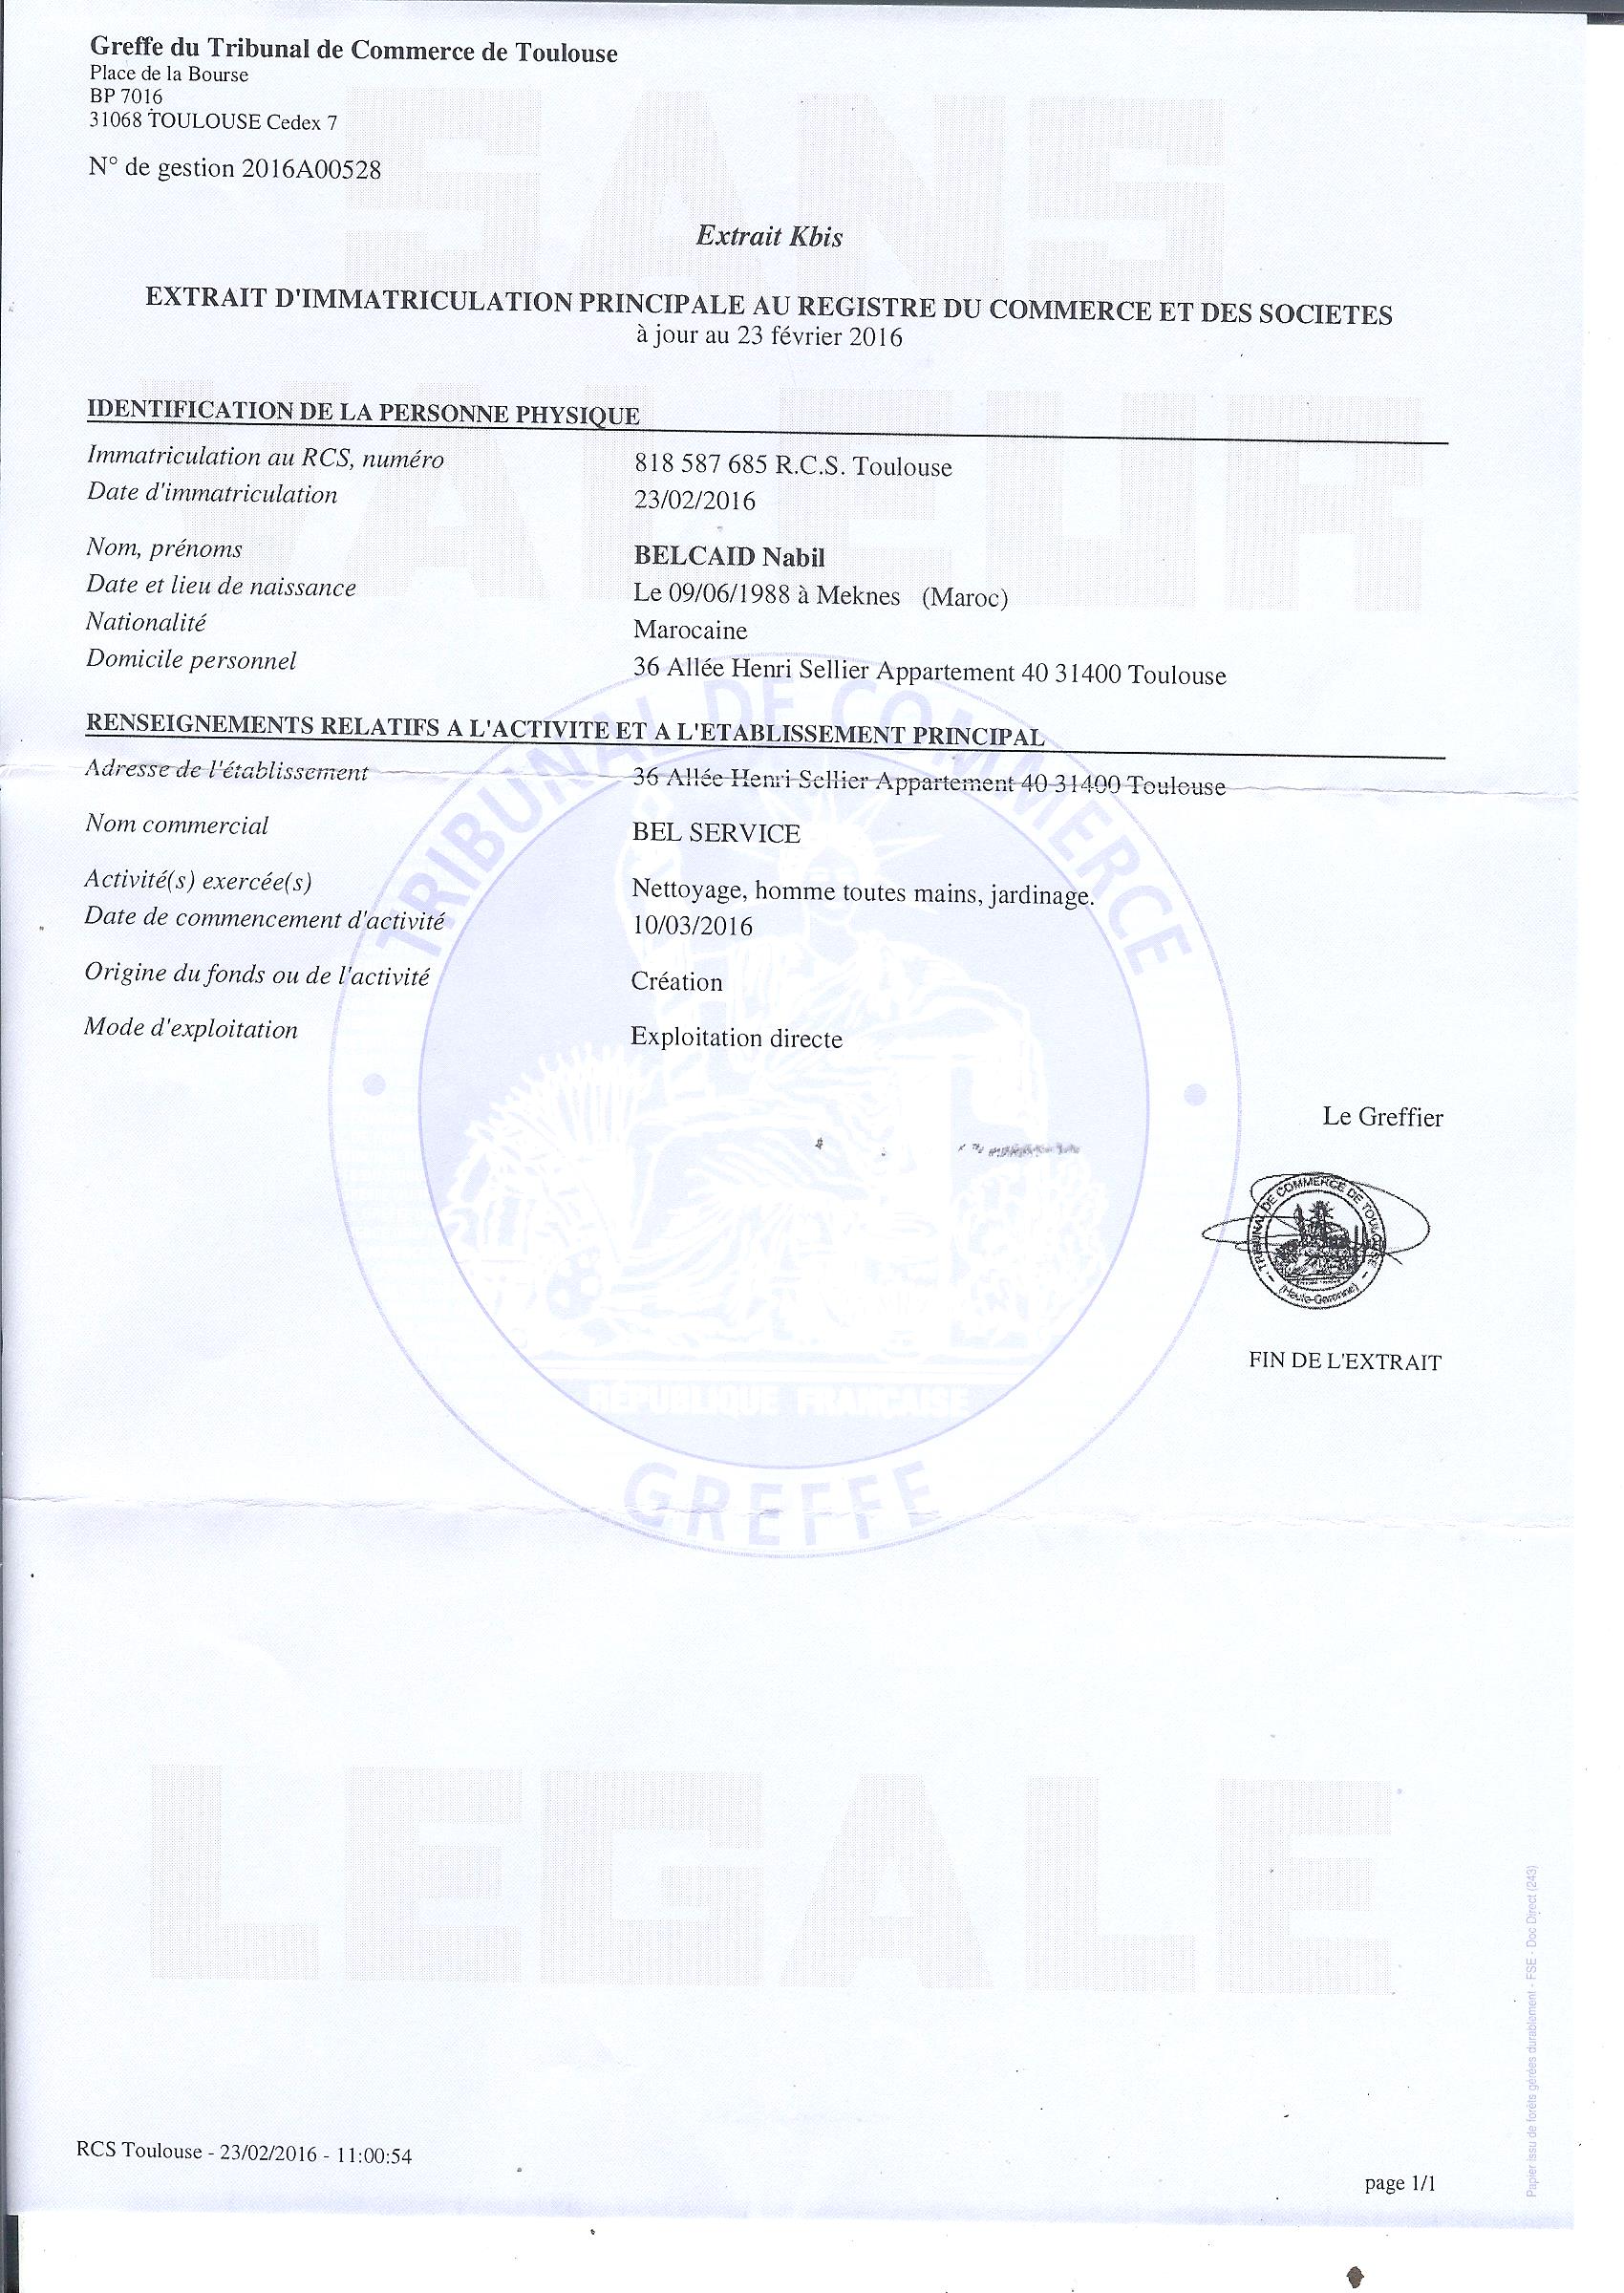 Greffe du Tribunal de Commerce de Toulouse
Place de la Bourse
BP 7016
31068 TOULOUSE Cedex 7
N° de gestion 2016A00528
SANS
Extrait Kbis
EXTRAIT D'IMMATRICULATION PRINCIPALE AU REGISTRE DU COMMERCE ET DES SOCIETES
à jour au 23 février 2016
VALEUR
IDENTIFICATION DE LA PERSONNE PHYSIQUE
Immatriculation au RCS, numéro 818 587 685 R.C.S. Toulouse
Date d'immatriculation 23/02/2016
Nom, prénoms BELCAID Nabil
Date et lieu de naissance Le 09/06/1988 à Meknes (Maroc)
Nationalité Marocaine
Domicile personnel 36 Allée Henri Sellier Appartement 40 31400 Toulouse
RENSEIGNEMENTS RELATIFS A L'ACTIVITE ET A L'ETABLISSEMENT PRINCIPAL
Adresse de l'établissement 36 Allée Henri Sellier Appartement 40 31400 Toulouse
Nom commercial BEL SERVICE
Activité(s) exercée(s) Nettoyage, homme toutes mains, jardinage.
Date de commencement d'activité 10/03/2016
Origine du fonds ou de l'activité Création
Mode d'exploitation Exploitation directe
TRIBUNAL DE COMMERCE
RÉPUBLIQUE FRANÇAISE
GREFFE
Le Greffier
TRIBUNAL DE COMMERCE DE TOULOUSE
(Haute-Garonne)
FIN DE L'EXTRAIT
LEGALE
Papier issu de forêts gérées durablement - FSE - Doc Direct (243)
RCS Toulouse - 23/02/2016 - 11:00:54
page 1/1